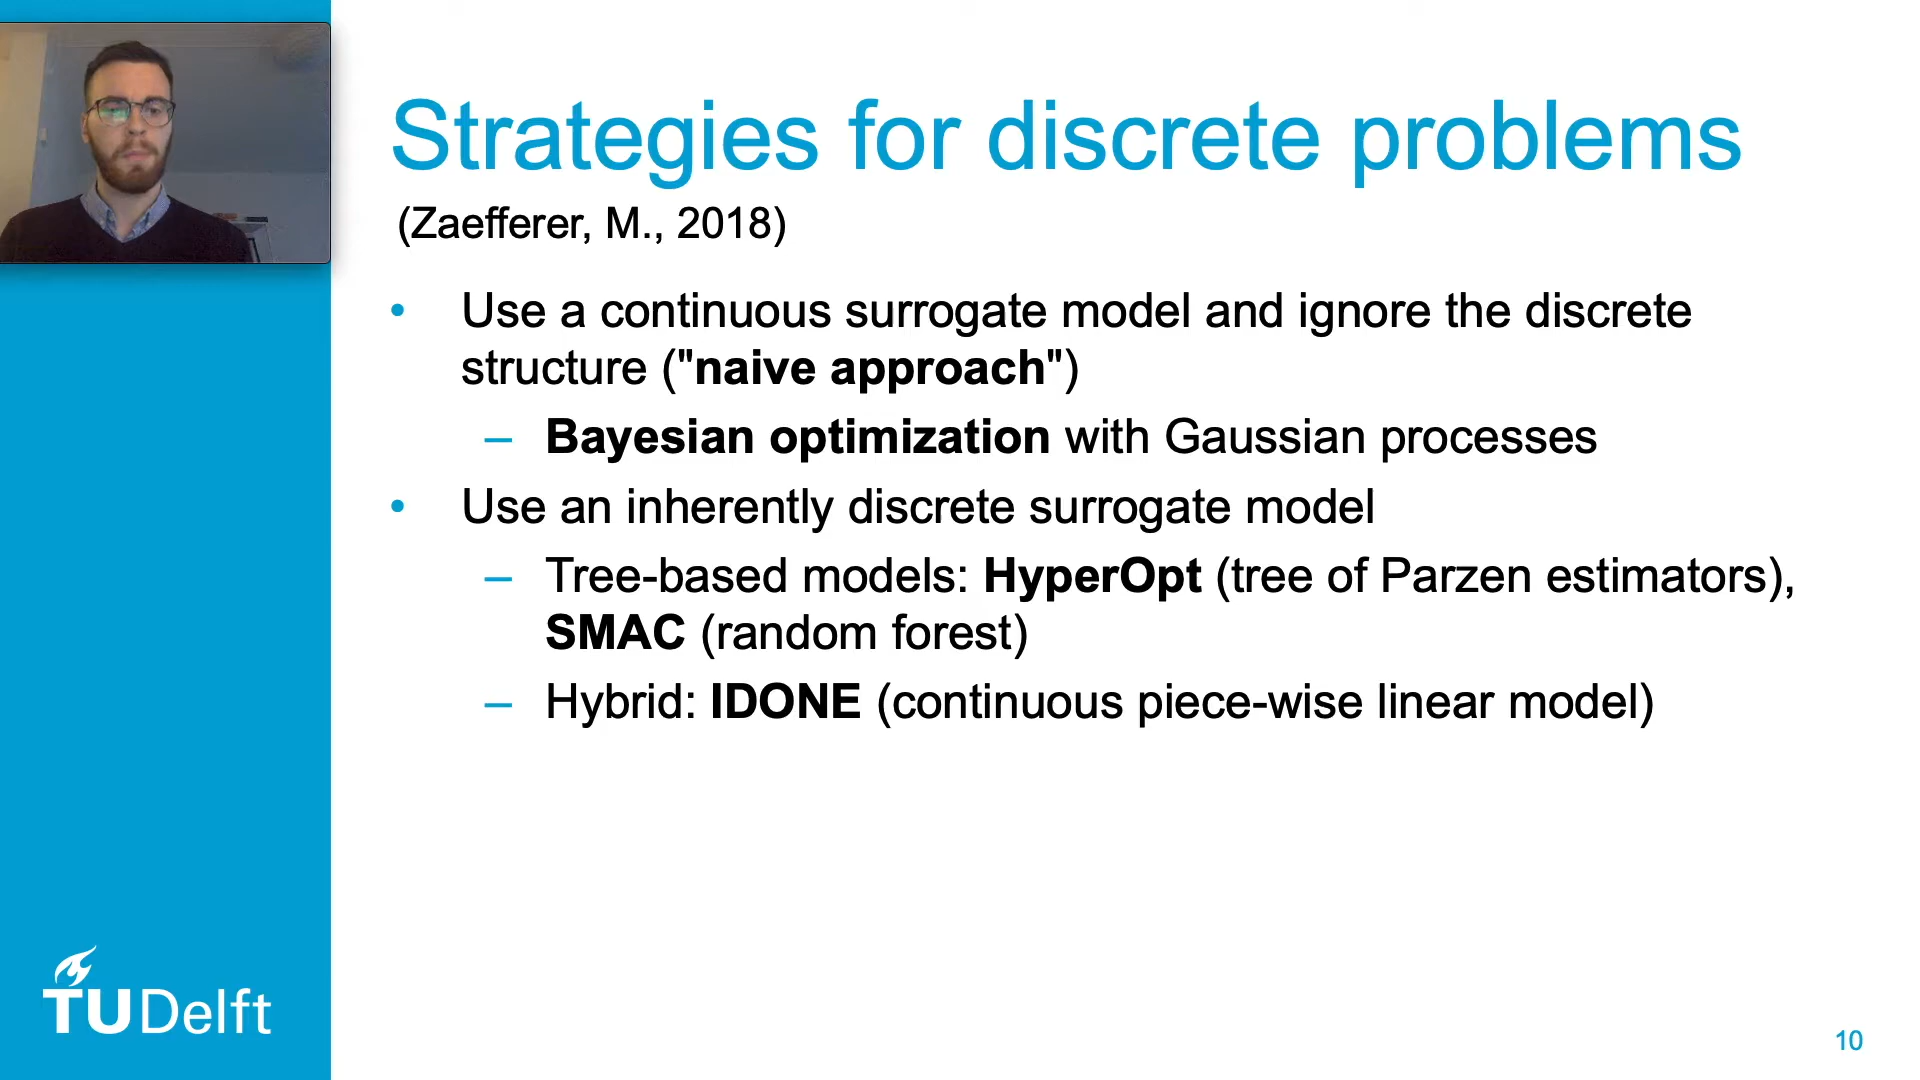 Strategies for discrete problems
(Zaefferer, M., 2018)
• Use a continuous surrogate model and ignore the discrete
structure ("naive approach")
– Bayesian optimization with Gaussian processes
• Use an inherently discrete surrogate model
– Tree-based models: HyperOpt (tree of Parzen estimators),
SMAC (random forest)
– Hybrid: IDONE (continuous piece-wise linear model)
TUDelft
10